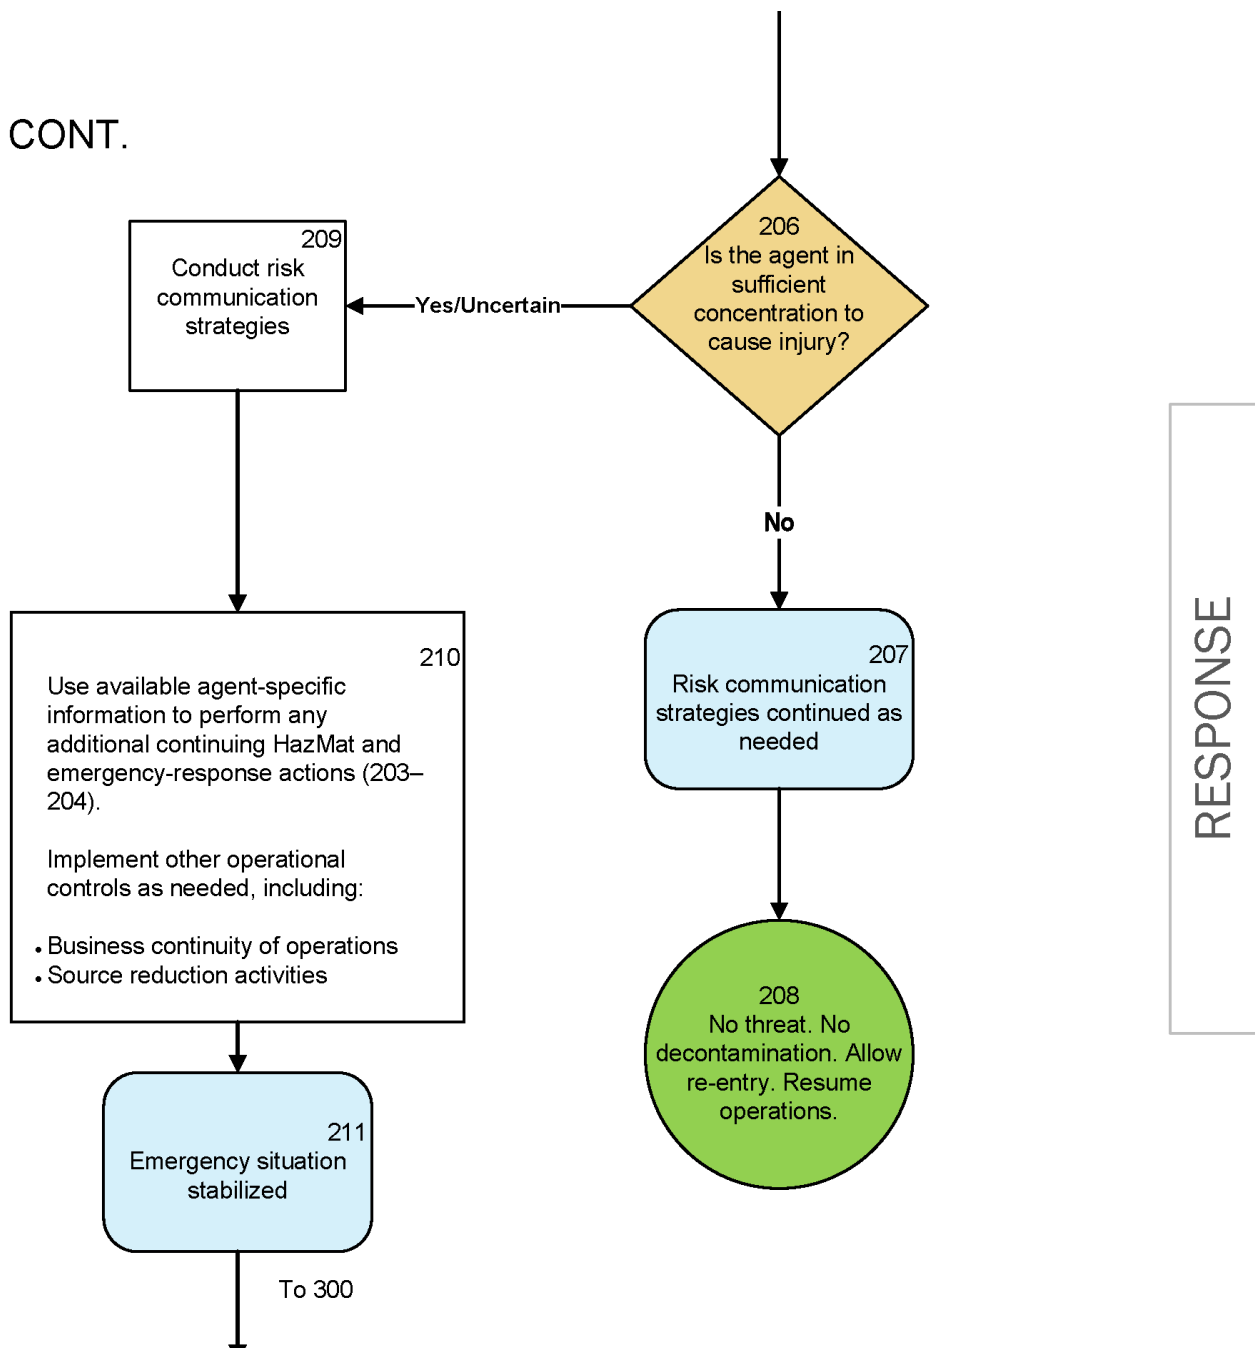 CONT.
206
Is the agent in
sufficient
concentration to
cause injury?
Yes/Uncertain
209
Conduct risk
communication
strategies
No
210
Use available agent-specific
information to perform any
additional continuing HazMat and
emergency-response actions (203–
204).
Implement other operational
controls as needed, including:
• Business continuity of operations
• Source reduction activities
207
Risk communication
strategies continued as
needed
208
No threat. No
decontamination. Allow
re-entry. Resume
operations.
211
Emergency situation
stabilized
To 300
RESPONSE